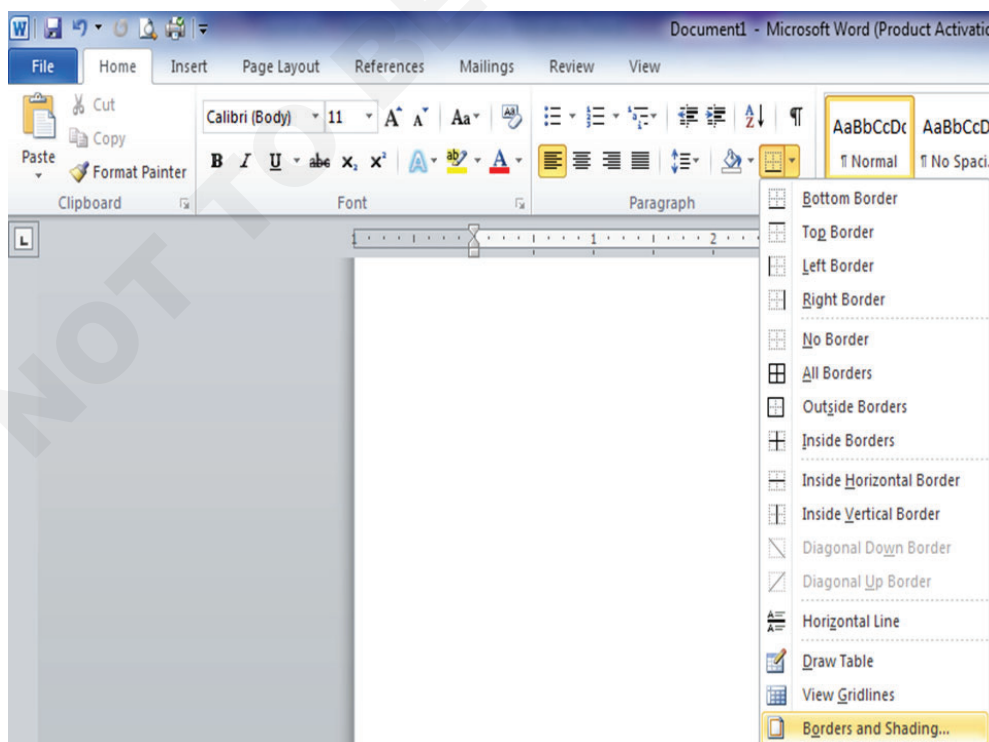 Document1 - Microsoft Word (Product Activatio
File Home Insert Page Layout References Mailings Review View
Cut
Copy
Paste
Format Painter
Clipboard
Calibri (Body) 11
Font
Paragraph
AaBbCcDc AaBbCcD
¶ Normal ¶ No Spaci.
1 1 2
Bottom Border
Top Border
Left Border
Right Border
No Border
All Borders
Outside Borders
Inside Borders
Inside Horizontal Border
Inside Vertical Border
Diagonal Down Border
Diagonal Up Border
Horizontal Line
Draw Table
View Gridlines
Borders and Shading...
NOT TO BE